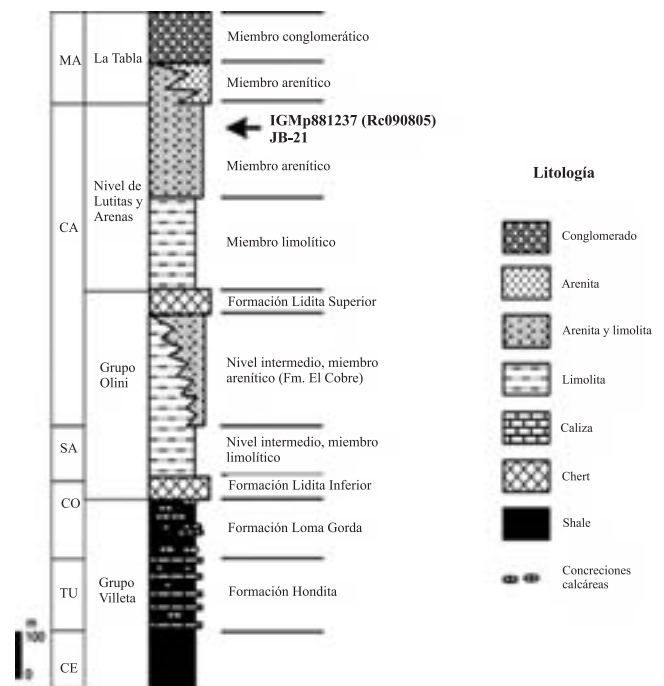 MA
La Tabla
Miembro conglomerático
Miembro arenítico
IGMp881237 (Rc090805)
JB-21
Miembro arenítico
CA
Nivel de
Lutitas y
Arenas
Miembro limolítico
Formación Lidita Superior
Grupo
Olini
Nivel intermedio, miembro
arenítico (Fm. El Cobre)
SA
Nivel intermedio, miembro
limolítico
Formación Lidita Inferior
CO
Formación Loma Gorda
TU
Grupo
Villeta
Formación Hondita
CE
m
100
0
Litología
Conglomerado
Arenita
Arenita y limolita
Limolita
Caliza
Chert
Shale
Concreciones
calcáreas